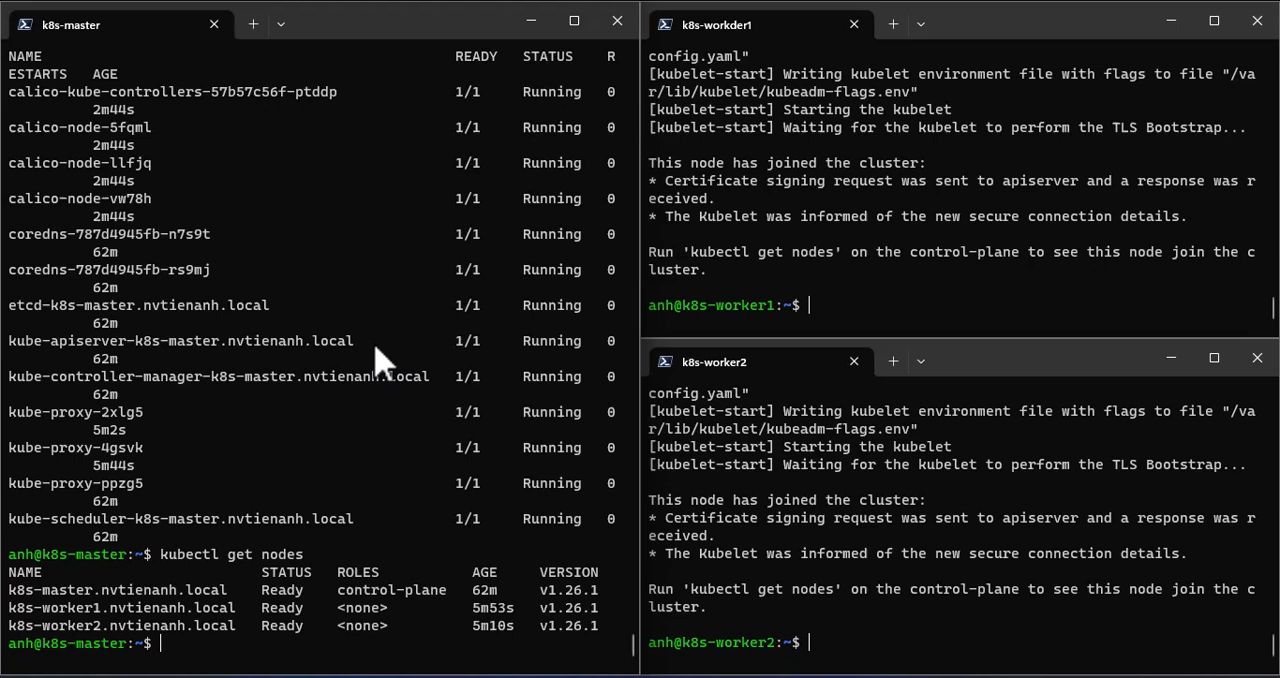 k8s-master
NAME READY STATUS R
ESTARTS AGE
calico-kube-controllers-57b57c56f-ptddp 1/1 Running 0
2m44s
calico-node-5fqml 1/1 Running 0
2m44s
calico-node-llfjq 1/1 Running 0
2m44s
calico-node-vw78h 1/1 Running 0
2m44s
coredns-787d4945fb-n7s9t 1/1 Running 0
62m
coredns-787d4945fb-rs9mj 1/1 Running 0
62m
etcd-k8s-master.nvtienanh.local 1/1 Running 0
62m
kube-apiserver-k8s-master.nvtienanh.local 1/1 Running 0
62m
kube-controller-manager-k8s-master.nvtienanh.local 1/1 Running 0
62m
kube-proxy-2xlg5 1/1 Running 0
5m2s
kube-proxy-4gsvk 1/1 Running 0
5m44s
kube-proxy-ppzg5 1/1 Running 0
62m
kube-scheduler-k8s-master.nvtienanh.local 1/1 Running 0
62m
anh@k8s-master:~$ kubectl get nodes
NAME STATUS ROLES AGE VERSION
k8s-master.nvtienanh.local Ready control-plane 62m v1.26.1
k8s-worker1.nvtienanh.local Ready <none> 5m53s v1.26.1
k8s-worker2.nvtienanh.local Ready <none> 5m10s v1.26.1
anh@k8s-master:~$
k8s-workder1
config.yaml"
[kubelet-start] Writing kubelet environment file with flags to file "/va
r/lib/kubelet/kubeadm-flags.env"
[kubelet-start] Starting the kubelet
[kubelet-start] Waiting for the kubelet to perform the TLS Bootstrap...
This node has joined the cluster:
* Certificate signing request was sent to apiserver and a response was r
eceived.
* The Kubelet was informed of the new secure connection details.
Run 'kubectl get nodes' on the control-plane to see this node join the c
luster.
anh@k8s-worker1:~$
k8s-worker2
config.yaml"
[kubelet-start] Writing kubelet environment file with flags to file "/va
r/lib/kubelet/kubeadm-flags.env"
[kubelet-start] Starting the kubelet
[kubelet-start] Waiting for the kubelet to perform the TLS Bootstrap...
This node has joined the cluster:
* Certificate signing request was sent to apiserver and a response was r
eceived.
* The Kubelet was informed of the new secure connection details.
Run 'kubectl get nodes' on the control-plane to see this node join the c
luster.
anh@k8s-worker2:~$